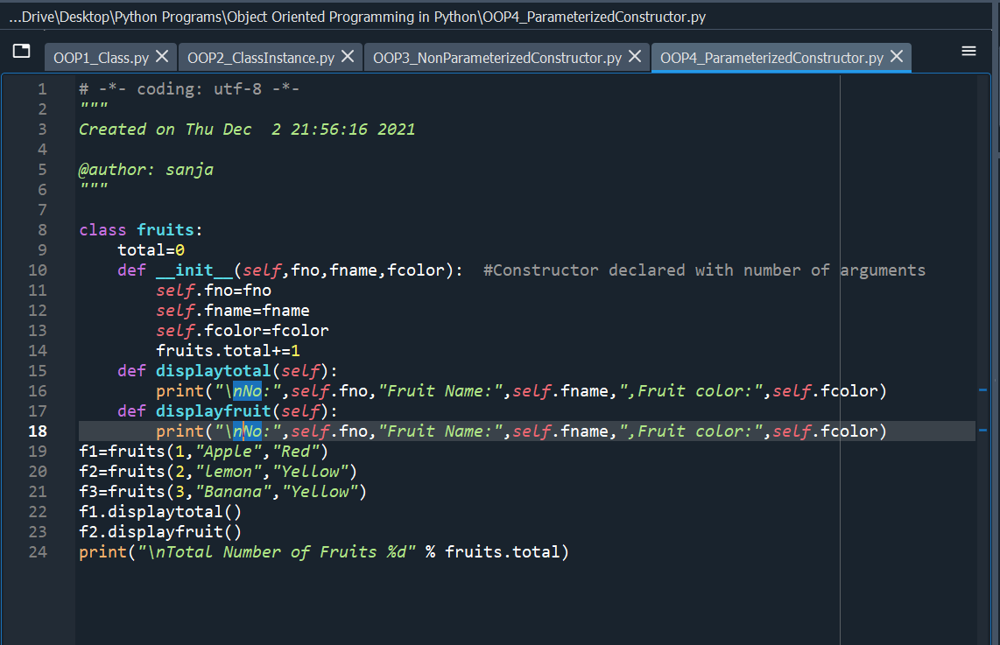 ...Drive\Desktop\Python Programs\Object Oriented Programming in Python\OOP4_ParameterizedConstructor.py
OOP1_Class.py OOP2_ClassInstance.py OOP3_NonParameterizedConstructor.py OOP4_ParameterizedConstructor.py
1 # -*- coding: utf-8 -*-
2 """
3 Created on Thu Dec  2 21:56:16 2021
4
5 @author: sanja
6 """
7
8 class fruits:
9     total=0
10     def __init__(self,fno,fname,fcolor):  #Constructor declared with number of arguments
11         self.fno=fno
12         self.fname=fname
13         self.fcolor=fcolor
14         fruits.total+=1
15     def displaytotal(self):
16         print("\nNo:",self.fno,"Fruit Name:",self.fname,",Fruit color:",self.fcolor)
17     def displayfruit(self):
18         print("\nNo:",self.fno,"Fruit Name:",self.fname,",Fruit color:",self.fcolor)
19 f1=fruits(1,"Apple","Red")
20 f2=fruits(2,"lemon","Yellow")
21 f3=fruits(3,"Banana","Yellow")
22 f1.displaytotal()
23 f2.displayfruit()
24 print("\nTotal Number of Fruits %d" % fruits.total)